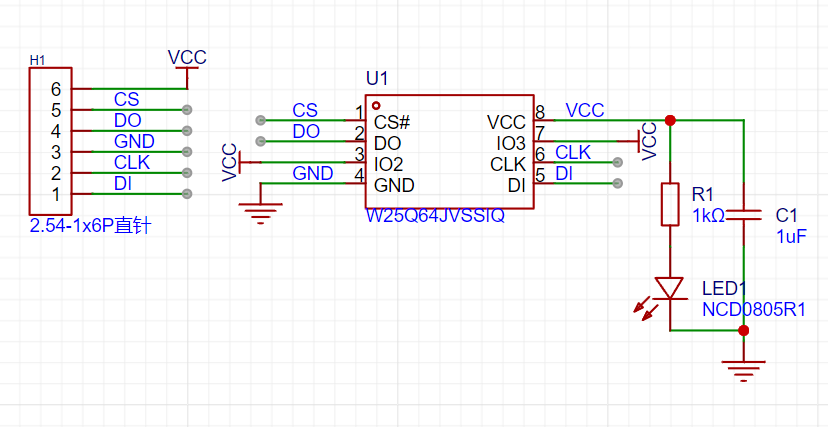 H1
VCC
6
5 CS
4 DO
3 GND
2 CLK
1 DI
2.54-1x6P直针
U1
CS 1 CS#
DO 2 DO
VCC 3 IO2
GND 4 GND
VCC 8 VCC
IO3 7 VCC
CLK 6 CLK
DI 5 DI
W25Q64JVSSIQ
R1
1kΩ
C1
1uF
LED1
NCD0805R1